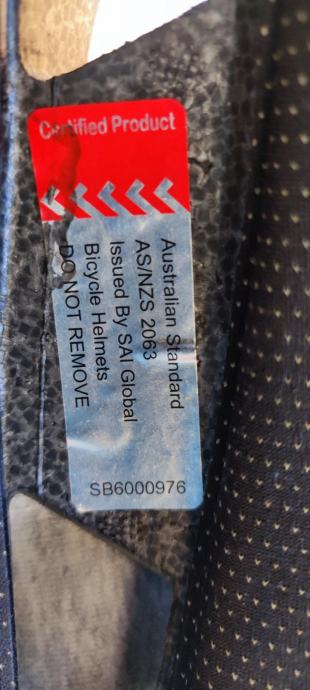 Certified Product
Australian Standard
AS/NZS 2063
Issued By SAI Global
Bicycle Helmets
DO NOT REMOVE
SB6000976